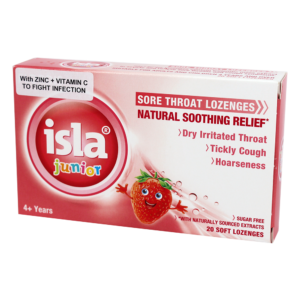 With ZINC + VITAMIN C
TO FIGHT INFECTION
isla®
junior
4+ Years
SORE THROAT LOZENGES
NATURAL SOOTHING RELIEF*
Dry Irritated Throat
Tickly Cough
Hoarseness
SUGAR FREE
*WITH NATURALLY SOURCED EXTRACTS
20 SOFT LOZENGES